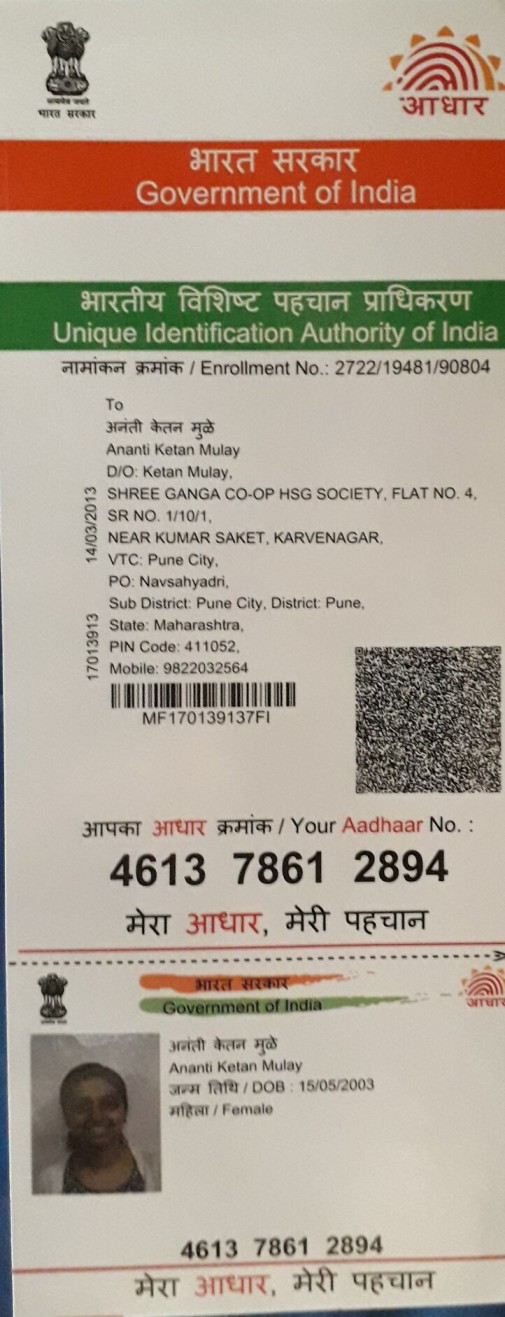 सत्यमेव जयते
भारत सरकार
आधार
भारत सरकार
Government of India
भारतीय विशिष्ट पहचान प्राधिकरण
Unique Identification Authority of India
नामांकन क्रमांक / Enrollment No.: 2722/19481/90804
To
अनंती केतन मुळे
Ananti Ketan Mulay
D/O: Ketan Mulay,
SHREE GANGA CO-OP HSG SOCIETY, FLAT NO. 4,
SR NO. 1/10/1,
NEAR KUMAR SAKET, KARVENAGAR,
VTC: Pune City,
PO: Navsahyadri,
Sub District: Pune City, District: Pune,
State: Maharashtra,
PIN Code: 411052,
Mobile: 9822032564
14/03/2013
17013913
MF170139137FI
आपका आधार क्रमांक / Your Aadhaar No. :
4613 7861 2894
मेरा आधार, मेरी पहचान
भारत सरकार
Government of India
आधार
अनंती केतन मुळे
Ananti Ketan Mulay
जन्म तिथि / DOB : 15/05/2003
महिला / Female
4613 7861 2894
मेरा आधार, मेरी पहचान